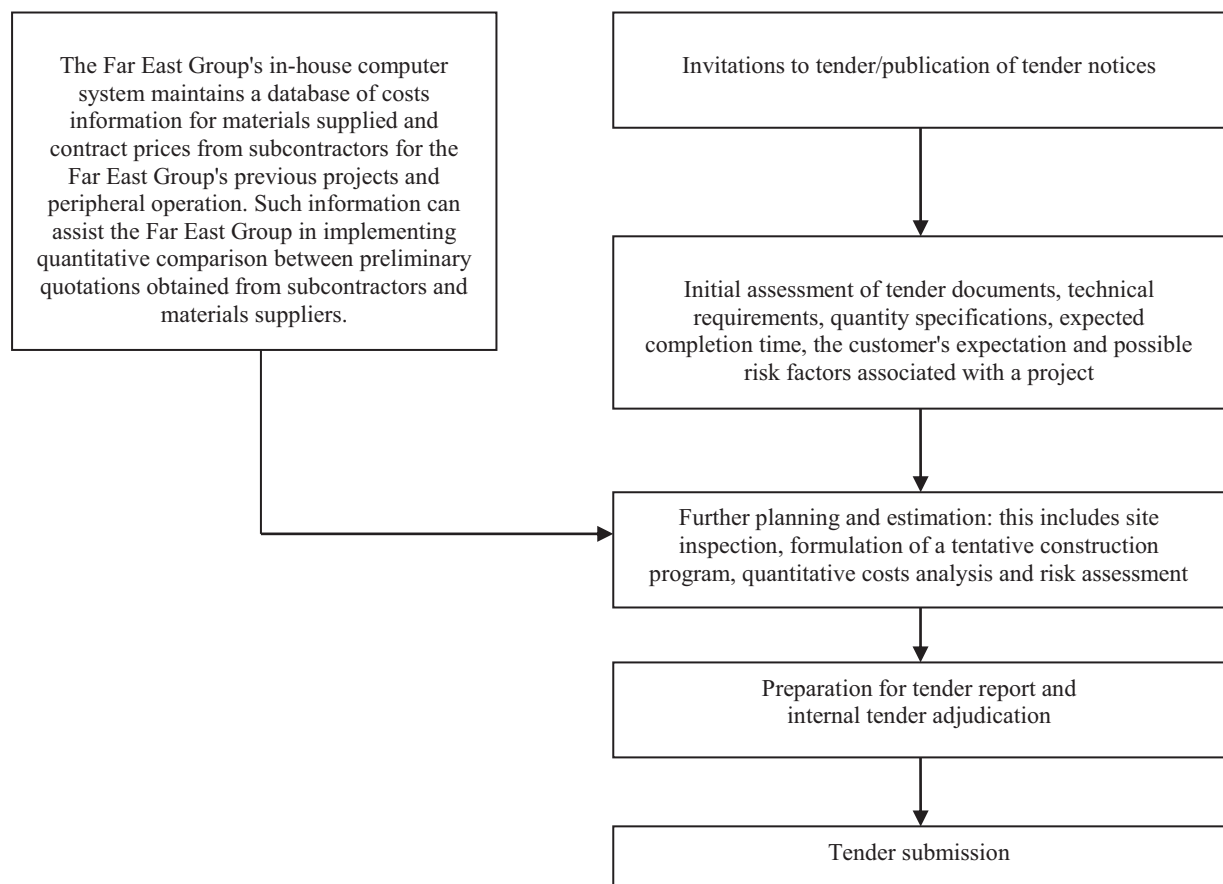 The Far East Group's in-house computer
system maintains a database of costs
information for materials supplied and
contract prices from subcontractors for the
Far East Group's previous projects and
peripheral operation. Such information can
assist the Far East Group in implementing
quantitative comparison between preliminary
quotations obtained from subcontractors and
materials suppliers.
Invitations to tender/publication of tender notices
Initial assessment of tender documents, technical
requirements, quantity specifications, expected
completion time, the customer's expectation and possible
risk factors associated with a project
Further planning and estimation: this includes site
inspection, formulation of a tentative construction
program, quantitative costs analysis and risk assessment
Preparation for tender report and
internal tender adjudication
Tender submission